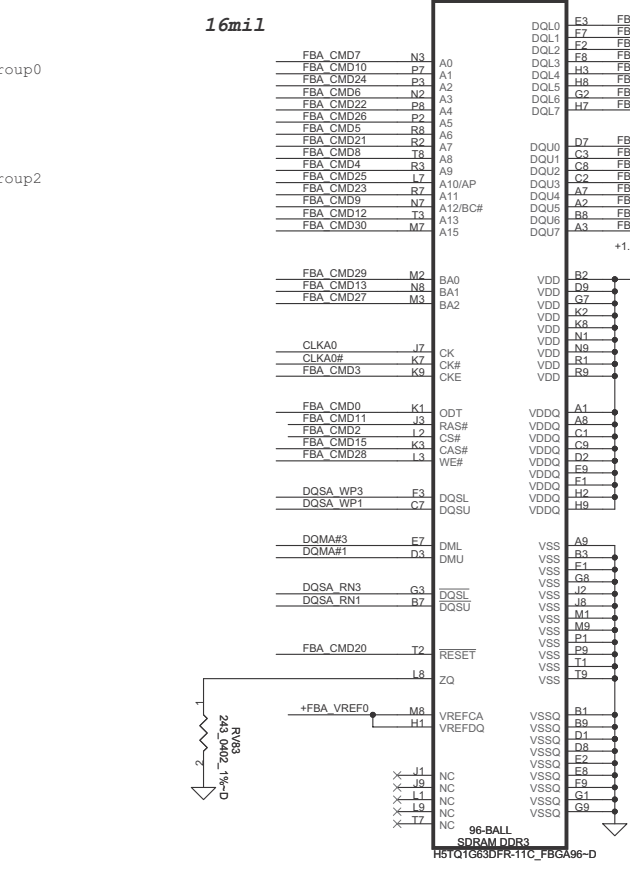 16mil
roup0
roup2
FBA_CMD7 N3 A0
FBA_CMD10 P7 A1
FBA_CMD24 P3 A2
FBA_CMD6 N2 A3
FBA_CMD22 P8 A4
FBA_CMD26 P2 A5
FBA_CMD5 R8 A6
FBA_CMD21 R2 A7
FBA_CMD8 T8 A8
FBA_CMD4 R3 A9
FBA_CMD25 L7 A10/AP
FBA_CMD23 R7 A11
FBA_CMD9 N7 A12/BC#
FBA_CMD12 T3 A13
FBA_CMD30 M7 A15
FBA_CMD29 M2 BA0
FBA_CMD13 N8 BA1
FBA_CMD27 M3 BA2
CLKA0 J7 CK
CLKA0# K7 CK#
FBA_CMD3 K9 CKE
FBA_CMD0 K1 ODT
FBA_CMD11 J3 RAS#
FBA_CMD2 L2 CS#
FBA_CMD15 K3 CAS#
FBA_CMD28 L3 WE#
DQSA_WP3 F3 DQSL
DQSA_WP1 C7 DQSU
DQMA#3 E7 DML
DQMA#1 D3 DMU
DQSA_RN3 G3 DQSL
DQSA_RN1 B7 DQSU
FBA_CMD20 T2 RESET
L8 ZQ
+FBA_VREF0 M8 VREFCA
H1 VREFDQ
1
RV83
243_0402_1%~D
2
J1 NC
J9 NC
L1 NC
L9 NC
T7 NC
DQL0 E3 FB
DQL1 F7 FB
DQL2 F2 FB
DQL3 F8 FB
DQL4 H3 FB
DQL5 H8 FB
DQL6 G2 FB
DQL7 H7 FB
DQU0 D7 FB
DQU1 C3 FB
DQU2 C8 FB
DQU3 C2 FB
DQU4 A7 FB
DQU5 A2 FB
DQU6 B8 FB
DQU7 A3 FB
+1.
VDD B2
VDD D9
VDD G7
VDD K2
VDD K8
VDD N1
VDD N9
VDD R1
VDD R9
VDDQ A1
VDDQ A8
VDDQ C1
VDDQ C9
VDDQ D2
VDDQ E9
VDDQ F1
VDDQ H2
VDDQ H9
VSS A9
VSS B3
VSS E1
VSS G8
VSS J2
VSS J8
VSS M1
VSS M9
VSS P1
VSS P9
VSS T1
VSS T9
VSSQ B1
VSSQ B9
VSSQ D1
VSSQ D8
VSSQ E2
VSSQ E8
VSSQ F9
VSSQ G1
VSSQ G9
96-BALL
SDRAM DDR3
H5TQ1G63DFR-11C_FBGA96~D